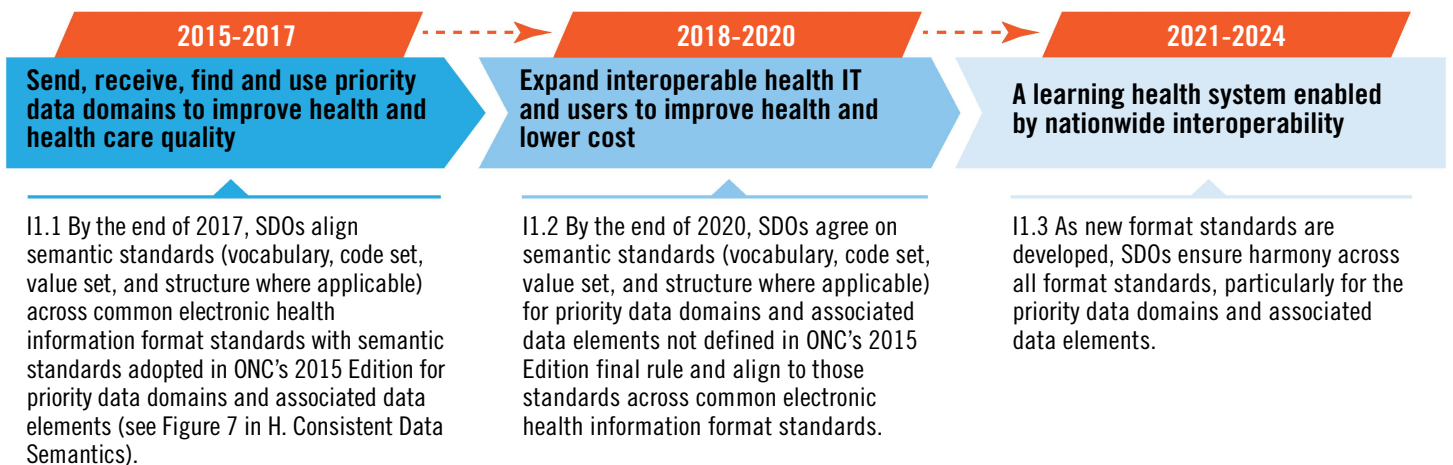 2015-2017
Send, receive, find and use priority
data domains to improve health and
health care quality
I1.1 By the end of 2017, SDOs align
semantic standards (vocabulary, code set,
value set, and structure where applicable)
across common electronic health
information format standards with semantic
standards adopted in ONC’s 2015 Edition for
priority data domains and associated data
elements (see Figure 7 in H. Consistent Data
Semantics).
2018-2020
Expand interoperable health IT
and users to improve health and
lower cost
I1.2 By the end of 2020, SDOs agree on
semantic standards (vocabulary, code set,
value set, and structure where applicable)
for priority data domains and associated
data elements not defined in ONC’s 2015
Edition final rule and align to those
standards across common electronic
health information format standards.
2021-2024
A learning health system enabled
by nationwide interoperability
I1.3 As new format standards are
developed, SDOs ensure harmony across
all format standards, particularly for the
priority data domains and associated
data elements.